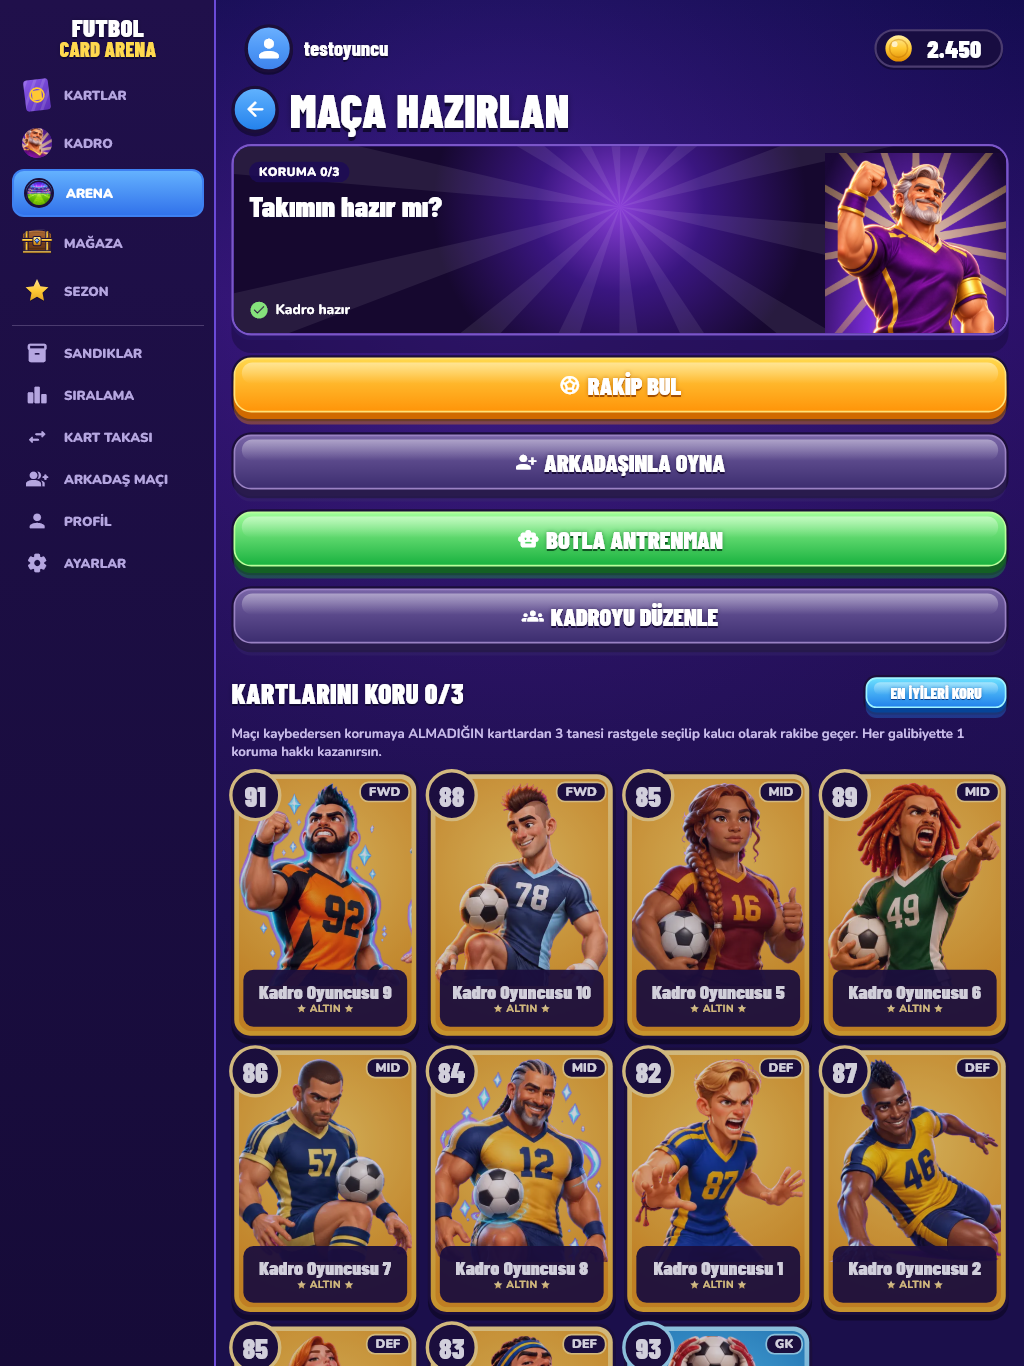 FUTBOL
CARD ARENA
KARTLAR
KADRO
ARENA
MAĞAZA
SEZON
SANDIKLAR
SIRALAMA
KART TAKASI
ARKADAŞ MAÇI
PROFİL
AYARLAR
testoyuncu
2.450
MAÇA HAZIRLAN
KORUMA 0/3
Takımın hazır mı?
Kadro hazır
RAKİP BUL
ARKADAŞINLA OYNA
BOTLA ANTRENMAN
KADROYU DÜZENLE
KARTLARINI KORU 0/3
EN İYİLERİ KORU
Maçı kaybedersen korumaya ALMADIĞIN kartlardan 3 tanesi rastgele seçilip kalıcı olarak rakibe geçer. Her galibiyette 1
koruma hakkı kazanırsın.
91 FWD
92
Kadro Oyuncusu 9
★ ALTIN ★
88 FWD
78
Kadro Oyuncusu 10
★ ALTIN ★
85 MID
16
Kadro Oyuncusu 5
★ ALTIN ★
89 MID
49
Kadro Oyuncusu 6
★ ALTIN ★
86 MID
57
Kadro Oyuncusu 7
★ ALTIN ★
84 MID
12
Kadro Oyuncusu 8
★ ALTIN ★
82 DEF
87
Kadro Oyuncusu 1
★ ALTIN ★
87 DEF
46
Kadro Oyuncusu 2
★ ALTIN ★
85 DEF
83 DEF
93 GK